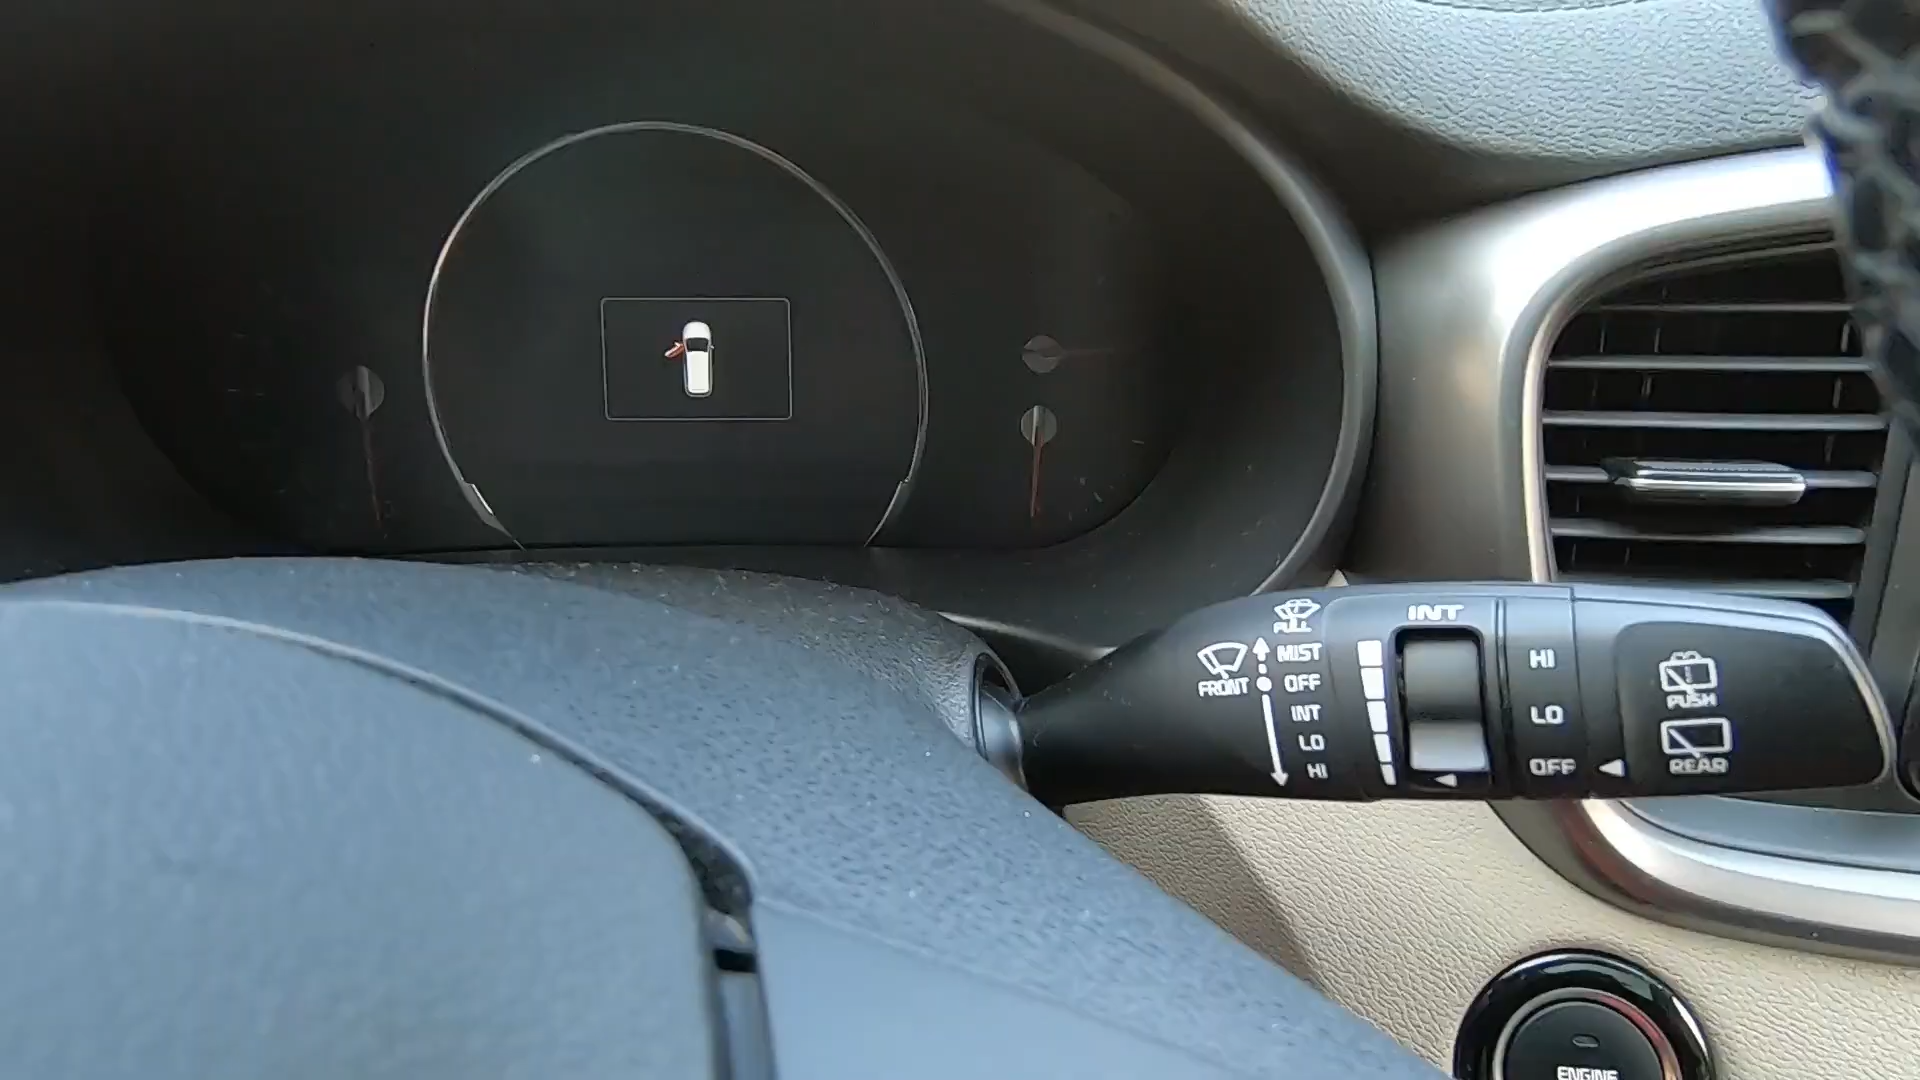 PULL
FRONT
MIST
OFF
INT
LO
HI
INT
HI
LO
OFF
PUSH
REAR
ENGINE